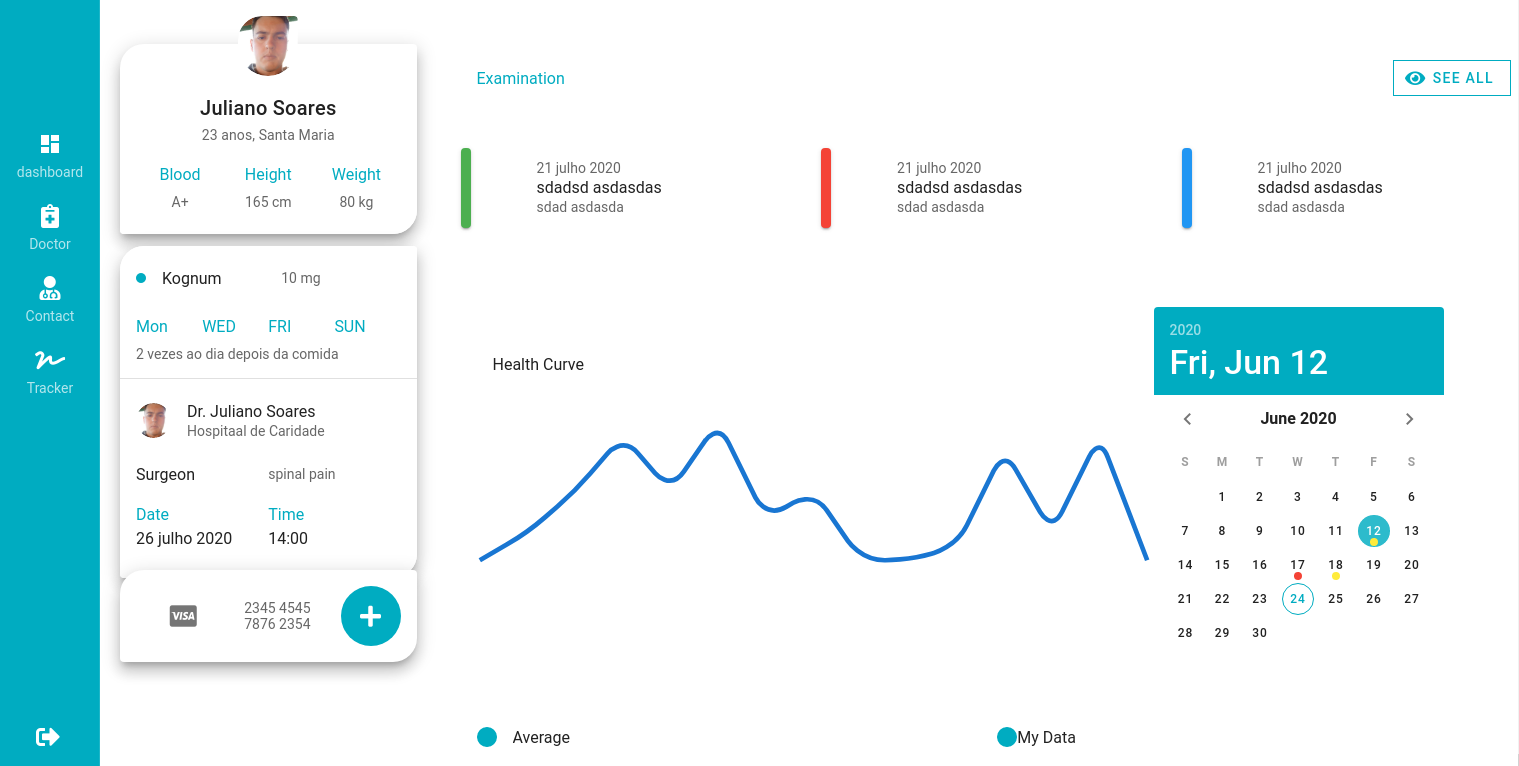 dashboard
Doctor
Contact
Tracker
Juliano Soares
23 anos, Santa Maria
Blood Height Weight
A+ 165 cm 80 kg
Kognum 10 mg
Mon WED FRI SUN
2 vezes ao dia depois da comida
Dr. Juliano Soares
Hospitaal de Caridade
Surgeon spinal pain
Date Time
26 julho 2020 14:00
VISA
2345 4545
7876 2354
Examination
SEE ALL
21 julho 2020
sdadsd asdasdas
sdad asdasda
21 julho 2020
sdadsd asdasdas
sdad asdasda
21 julho 2020
sdadsd asdasdas
sdad asdasda
Health Curve
2020
Fri, Jun 12
June 2020
S M T W T F S
1 2 3 4 5 6
7 8 9 10 11 12 13
14 15 16 17 18 19 20
21 22 23 24 25 26 27
28 29 30
Average
My Data